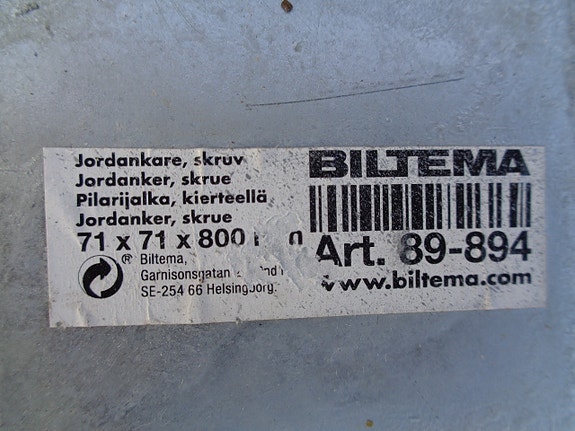 Jordankare, skruv
Jordanker, skrue
Pilarijalka, kierteellä
Jordanker, skrue
71 x 71 x 800
® Biltema,
Garnisonsgatan
SE-254 66 Helsingborg.
BILTEMA
Art. 89-894
www.biltema.com